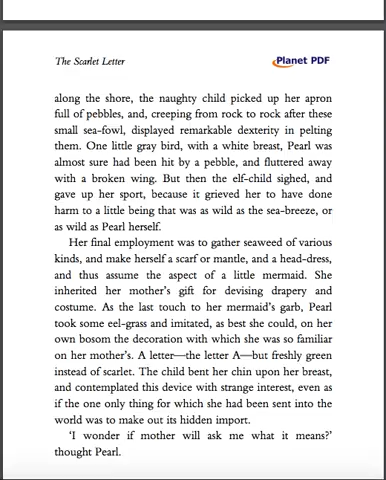 The Scarlet Letter
Planet PDF
along the shore, the naughty child picked up her apron
full of pebbles, and, creeping from rock to rock after these
small sea-fowl, displayed remarkable dexterity in pelting
them. One little gray bird, with a white breast, Pearl was
almost sure had been hit by a pebble, and fluttered away
with a broken wing. But then the elf-child sighed, and
gave up her sport, because it grieved her to have done
harm to a little being that was as wild as the sea-breeze, or
as wild as Pearl herself.
Her final employment was to gather seaweed of various
kinds, and make herself a scarf or mantle, and a head-dress,
and thus assume the aspect of a little mermaid. She
inherited her mother’s gift for devising drapery and
costume. As the last touch to her mermaid’s garb, Pearl
took some eel-grass and imitated, as best she could, on her
own bosom the decoration with which she was so familiar
on her mother’s. A letter—the letter A—but freshly green
instead of scarlet. The child bent her chin upon her breast,
and contemplated this device with strange interest, even as
if the one only thing for which she had been sent into the
world was to make out its hidden import.
‘I wonder if mother will ask me what it means?’
thought Pearl.